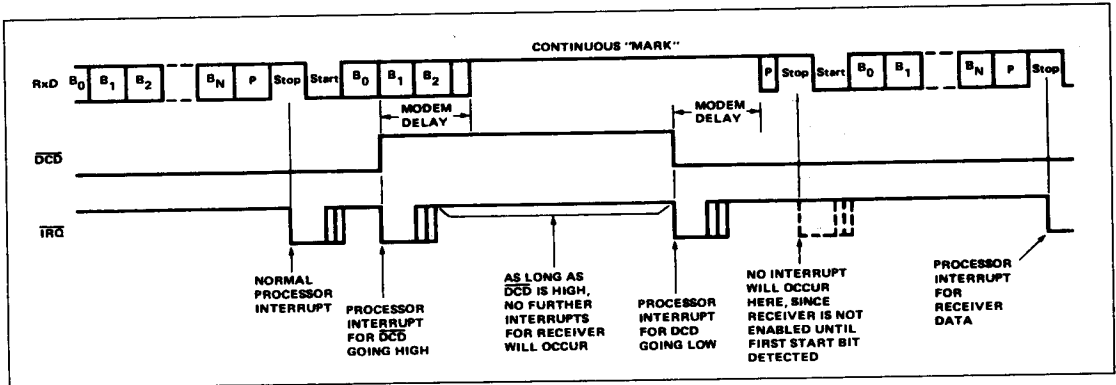 CONTINUOUS "MARK"
RxD B0 B1 B2 BN P Stop Start B0 B1 B2 P Stop Start B0 B1 BN P Stop
MODEM
DELAY
MODEM
DELAY
DCD
IRQ
NORMAL
PROCESSOR
INTERRUPT
PROCESSOR
INTERRUPT
FOR DCD
GOING HIGH
AS LONG AS
DCD IS HIGH,
NO FURTHER
INTERRUPTS
FOR RECEIVER
WILL OCCUR
PROCESSOR
INTERRUPT
FOR DCD
GOING LOW
NO INTERRUPT
WILL OCCUR
HERE, SINCE
RECEIVER IS NOT
ENABLED UNTIL
FIRST START BIT
DETECTED
PROCESSOR
INTERRUPT
FOR
RECEIVER
DATA